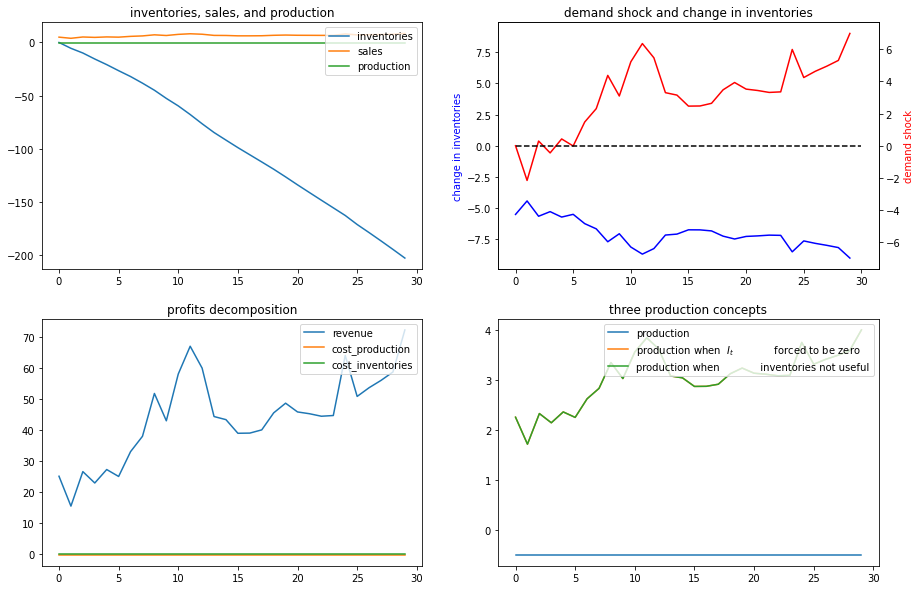 inventories, sales, and production
inventories
sales
production
0
−50
−100
−150
−200
0 5 10 15 20 25 30
demand shock and change in inventories
change in inventories
7.5
5.0
2.5
0.0
−2.5
−5.0
−7.5
0 5 10 15 20 25 30
6
4
2
0
−2
−4
−6
demand shock
profits decomposition
revenue
cost_production
cost_inventories
70
60
50
40
30
20
10
0
0 5 10 15 20 25 30
three production concepts
production
production when I_t forced to be zero
production when inventories not useful
4
3
2
1
0
0 5 10 15 20 25 30